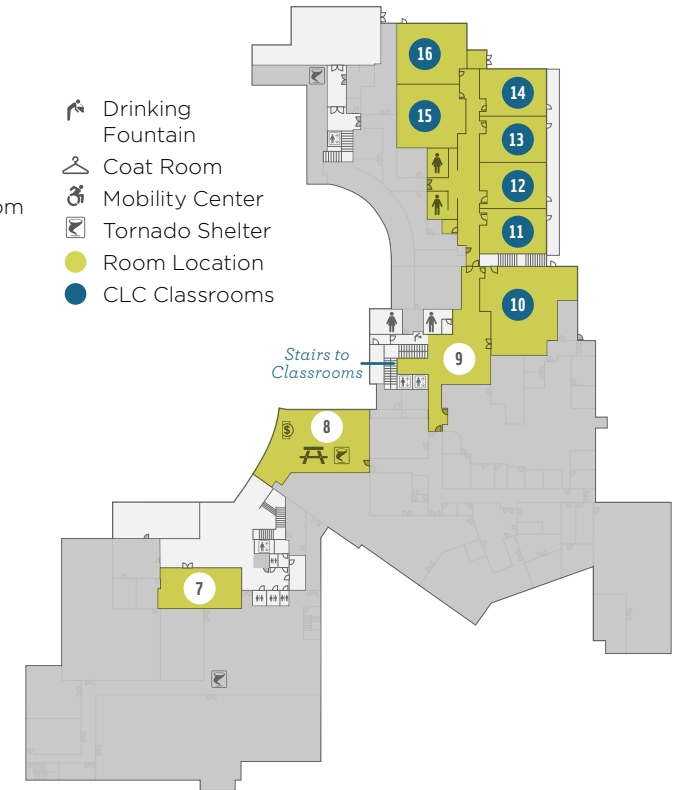 Drinking
Fountain
Coat Room
Mobility Center
om
Tornado Shelter
Room Location
CLC Classrooms
16
15
14
13
12
11
10
Stairs to
Classrooms
9
8
$
7